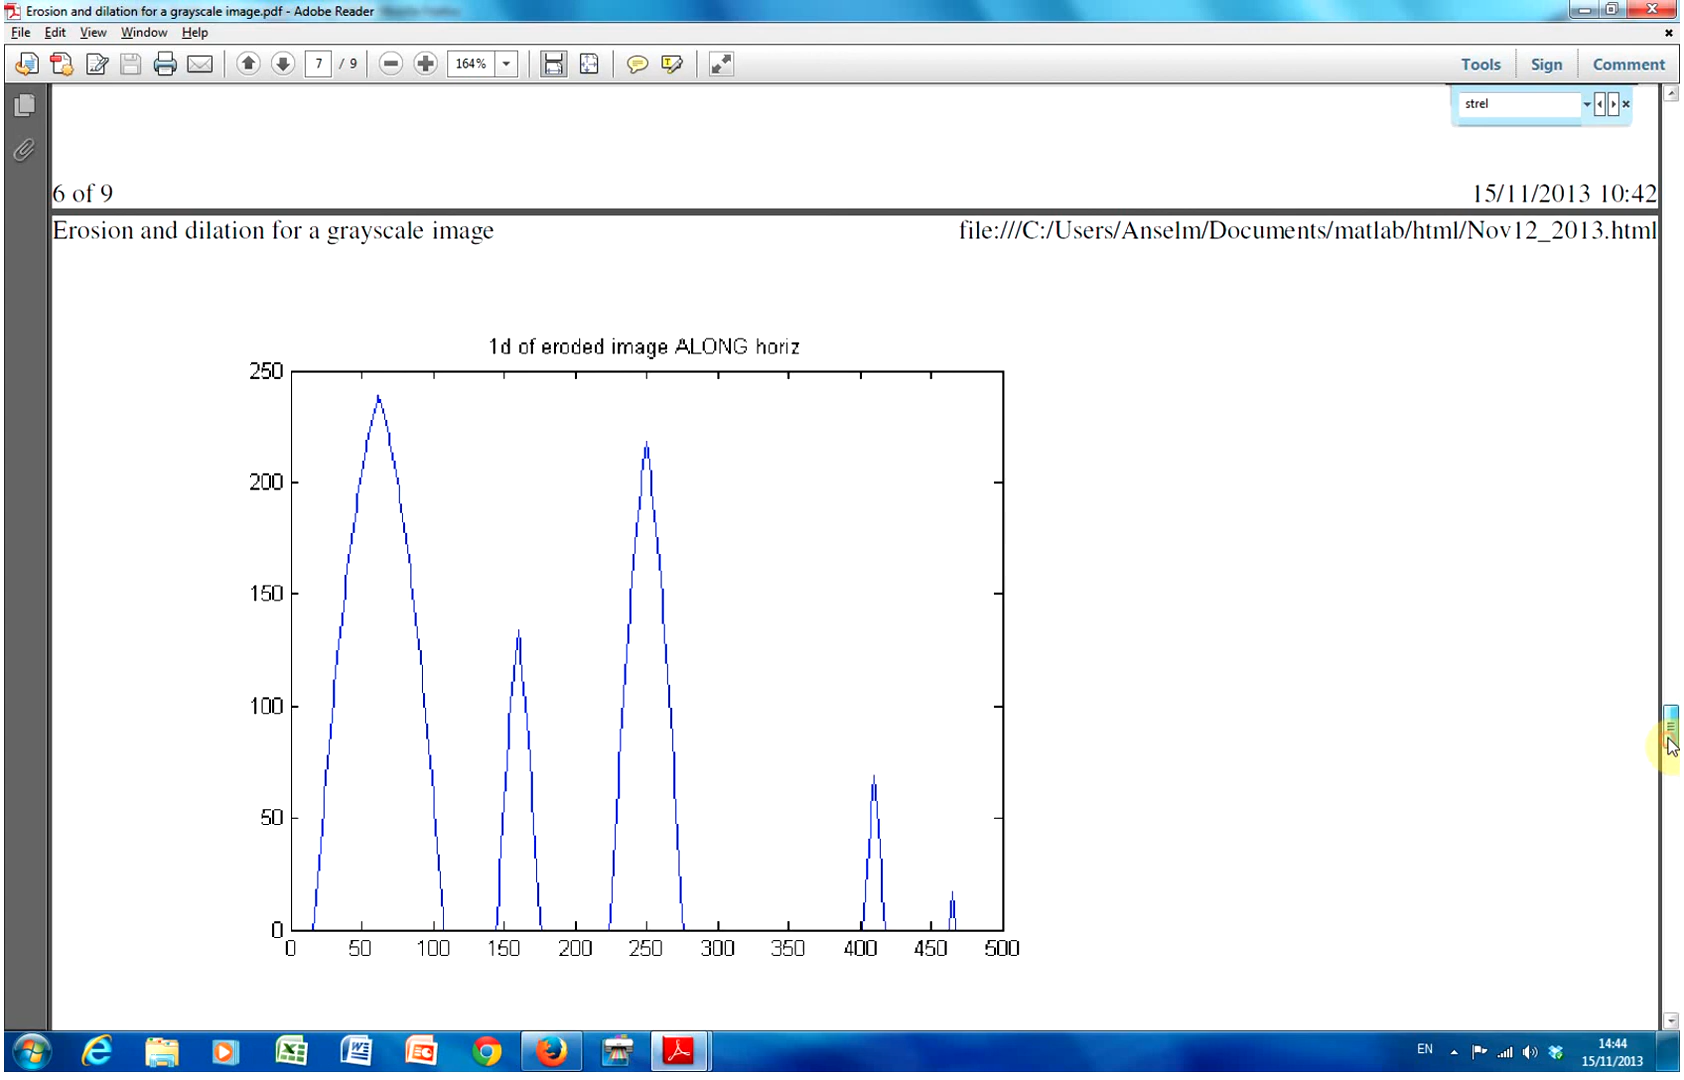 Erosion and dilation for a grayscale image.pdf - Adobe Reader
File Edit View Window Help
7 / 9 164% Tools Sign Comment
strel
6 of 9 15/11/2013 10:42
Erosion and dilation for a grayscale image file:///C:/Users/Anselm/Documents/matlab/html/Nov12_2013.html
1d of eroded image ALONG horiz
250
200
150
100
50
0
0 50 100 150 200 250 300 350 400 450 500
EN 14:44
15/11/2013